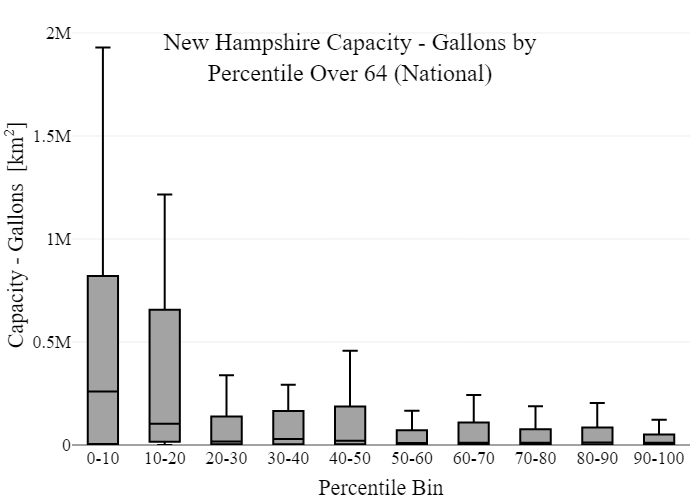 New Hampshire Capacity - Gallons by
Percentile Over 64 (National)
Capacity - Gallons [km²]
2M
1.5M
1M
0.5M
0
0-10 10-20 20-30 30-40 40-50 50-60 60-70 70-80 80-90 90-100
Percentile Bin